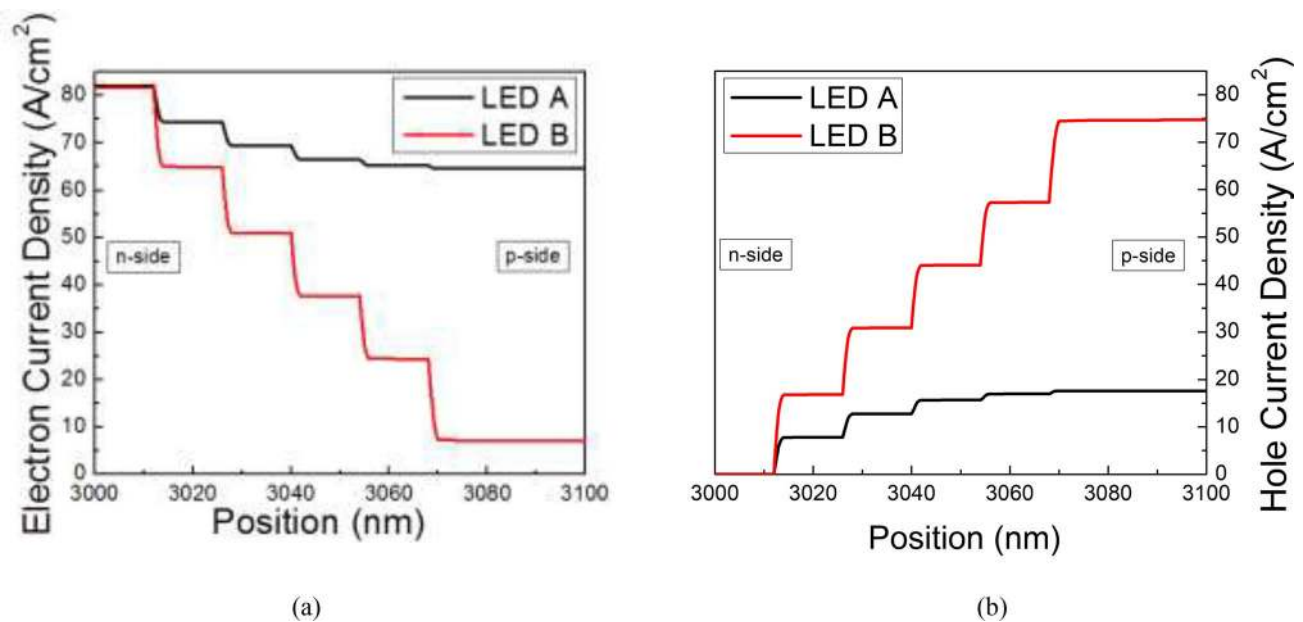 Electron Current Density (A/cm²)
80
70
60
50
40
30
20
10
0
LED A
LED B
n-side
p-side
3000 3020 3040 3060 3080 3100
Position (nm)
(a)
LED A
LED B
n-side
p-side
80
70
60
50
40
30
20
10
0
Hole Current Density (A/cm²)
3000 3020 3040 3060 3080 3100
Position (nm)
(b)